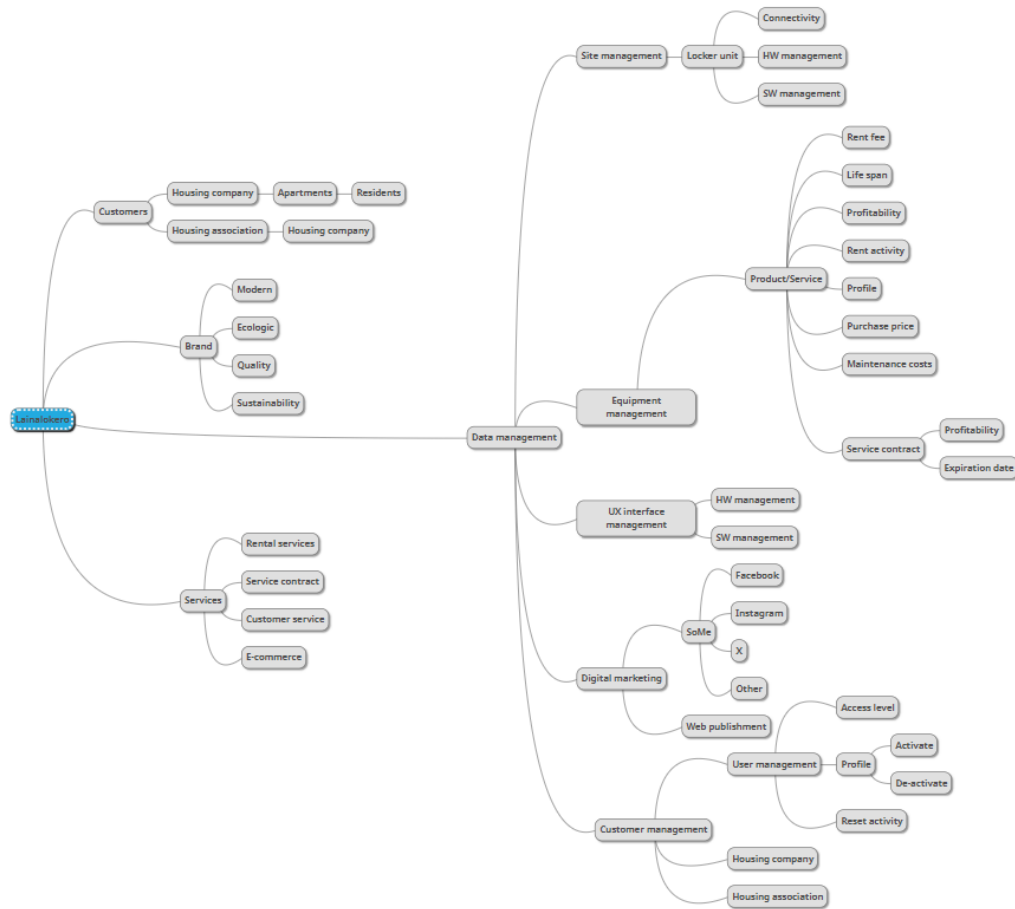 Lainalokero
Customers
Housing company
Apartments
Residents
Housing association
Housing company
Brand
Modern
Ecologic
Quality
Sustainability
Services
Rental services
Service contract
Customer service
E-commerce
Data management
Site management
Locker unit
Connectivity
HW management
SW management
Equipment
management
Product/Service
Rent fee
Life span
Profitability
Rent activity
Profile
Purchase price
Maintenance costs
Service contract
Profitability
Expiration date
UX interface
management
HW management
SW management
Digital marketing
SoMe
Facebook
Instagram
X
Other
Web publishment
Customer management
User management
Access level
Profile
Activate
De-activate
Reset activity
Housing company
Housing association